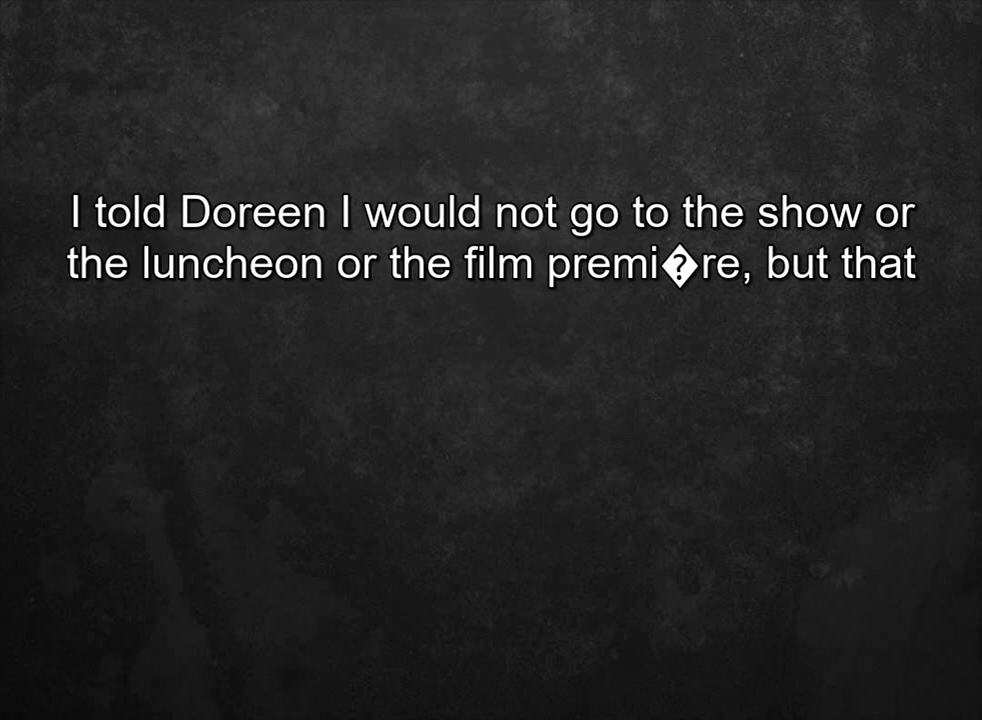 I told Doreen I would not go to the show or
the luncheon or the film premi�re, but that